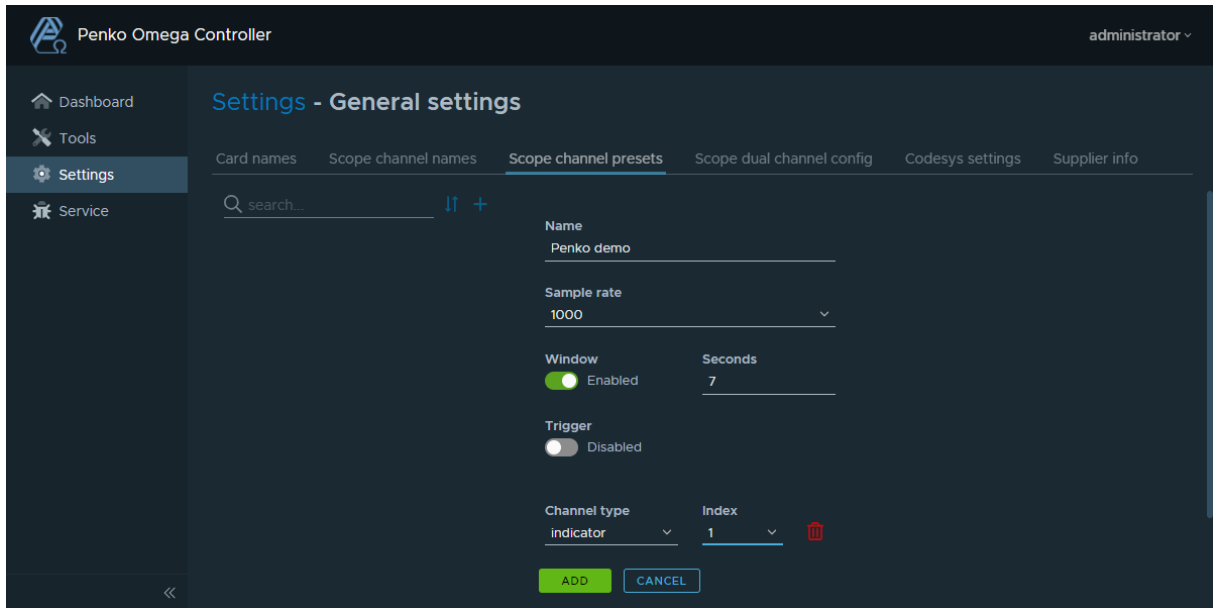 Penko Omega Controller
administrator
Dashboard
Tools
Settings
Service
Settings - General settings
Card names Scope channel names Scope channel presets Scope dual channel config Codesys settings Supplier info
search...
Name
Penko demo
Sample rate
1000
Window Seconds
Enabled 7
Trigger
Disabled
Channel type Index
indicator 1
ADD CANCEL